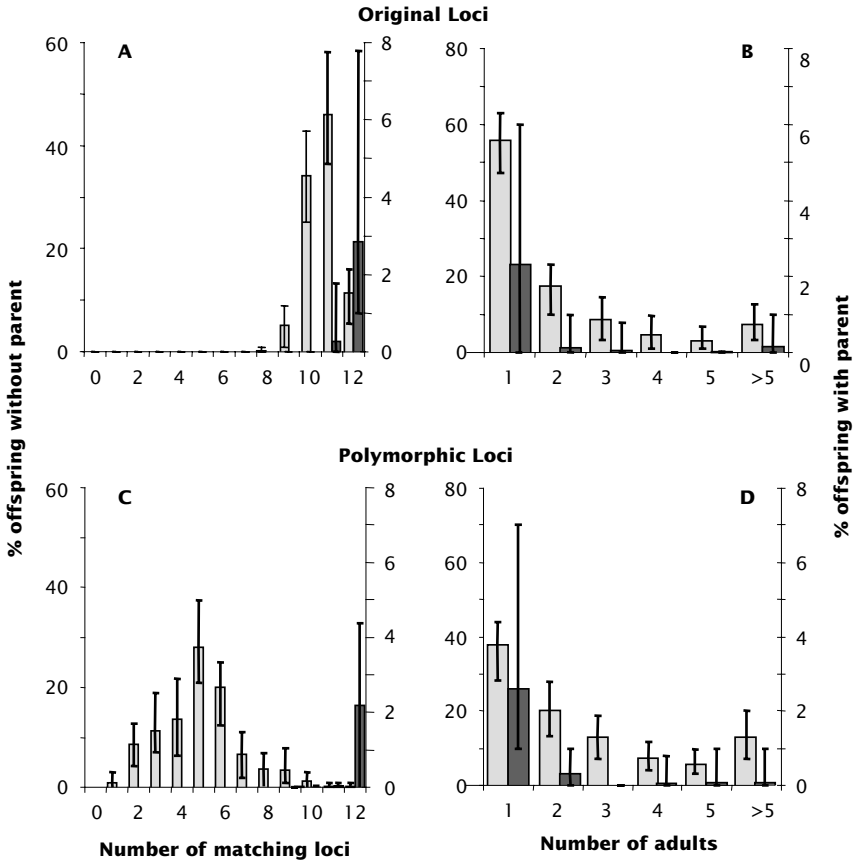 Original Loci
A
60
40
20
0
8
6
4
2
0
0 2 4 6 8 10 12
B
80
60
40
20
0
8
6
4
2
0
1 2 3 4 5 >5
% offspring without parent
% offspring with parent
Polymorphic Loci
C
60
40
20
0
8
6
4
2
0
0 2 4 6 8 10 12
Number of matching loci
D
80
60
40
20
0
8
6
4
2
0
1 2 3 4 5 >5
Number of adults